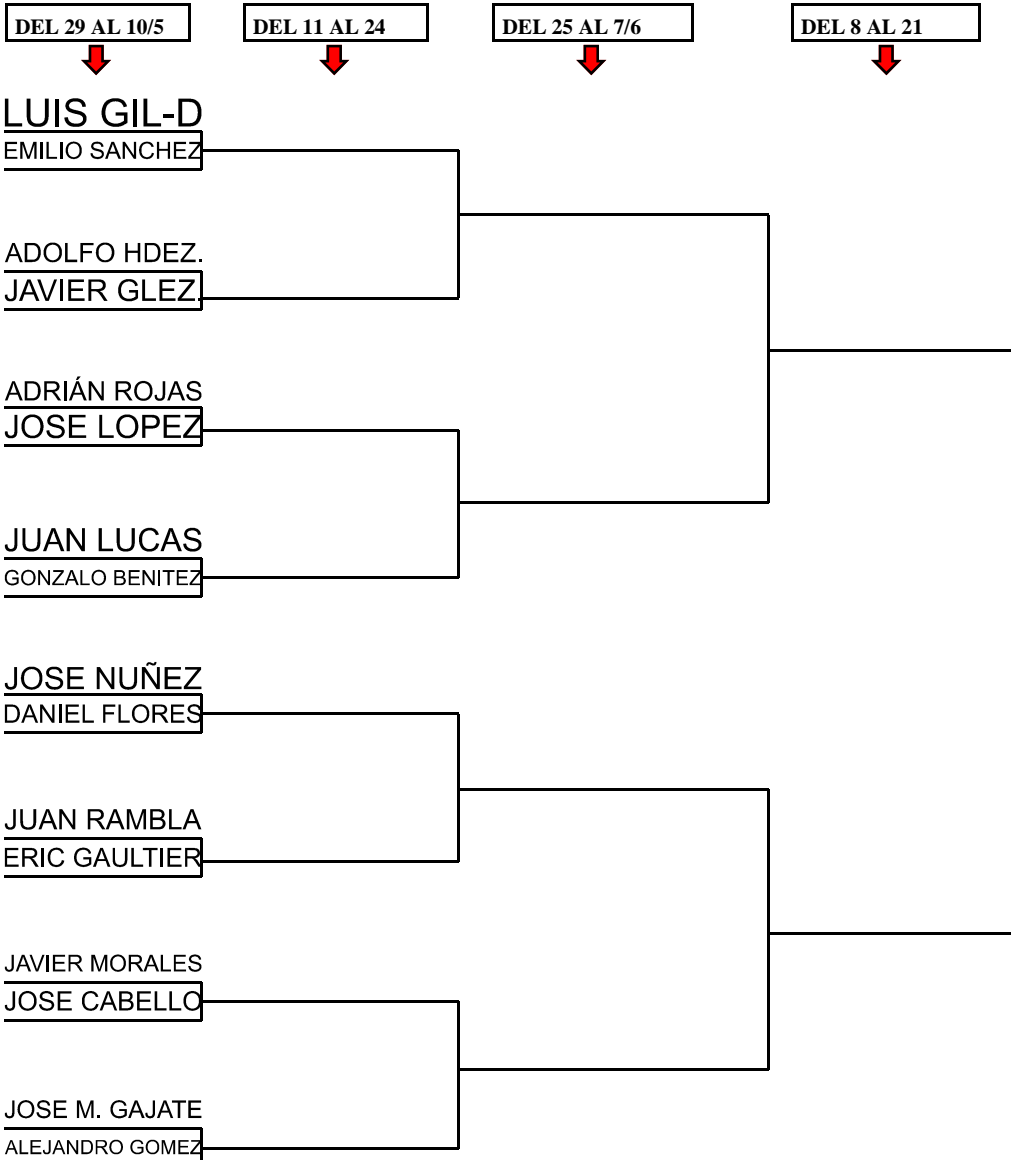 DEL 29 AL 10/5
DEL 11 AL 24
DEL 25 AL 7/6
DEL 8 AL 21
LUIS GIL-D
EMILIO SANCHEZ
ADOLFO HDEZ.
JAVIER GLEZ.
ADRIÁN ROJAS
JOSE LOPEZ
JUAN LUCAS
GONZALO BENITEZ
JOSE NUÑEZ
DANIEL FLORES
JUAN RAMBLA
ERIC GAULTIER
JAVIER MORALES
JOSE CABELLO
JOSE M. GAJATE
ALEJANDRO GOMEZ